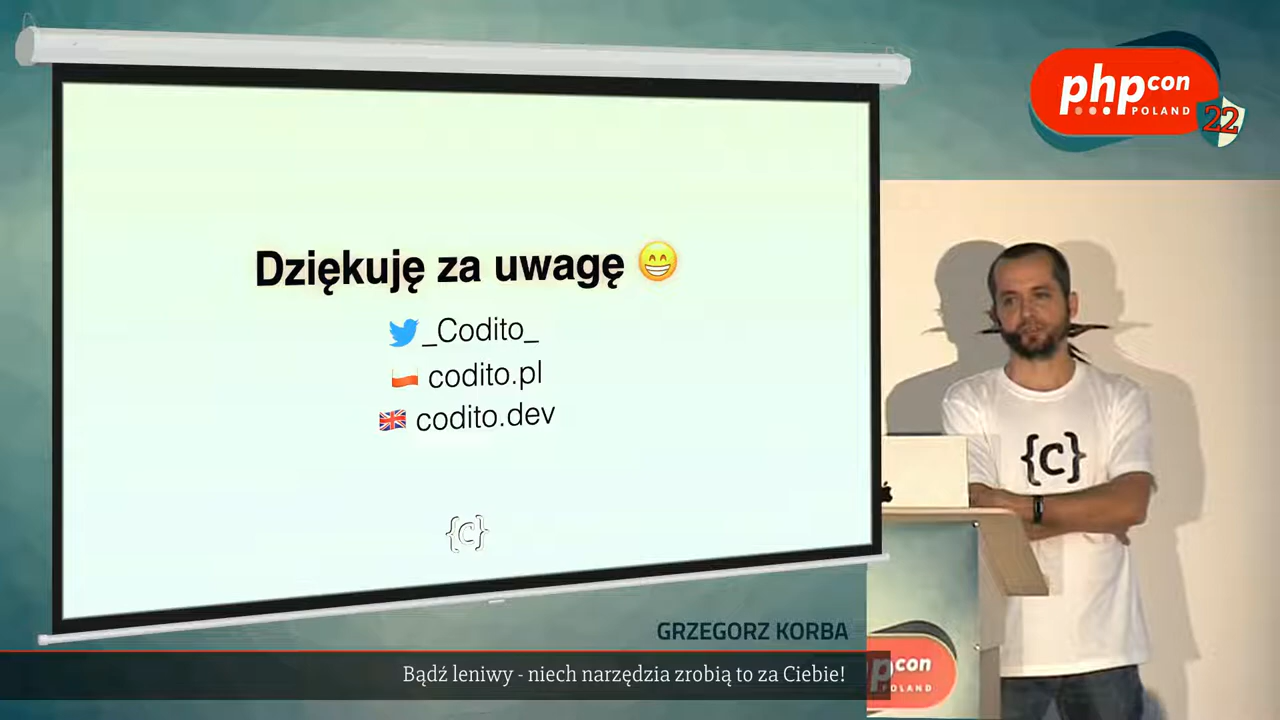 phpcon
POLAND
22
Dziękuję za uwagę 😁
_Codito_
🇵🇱 codito.pl
🇬🇧 codito.dev
{c}
{c}
GRZEGORZ KORBA
Bądź leniwy - niech narzędzia zrobią to za Ciebie!
phpcon
POLAND